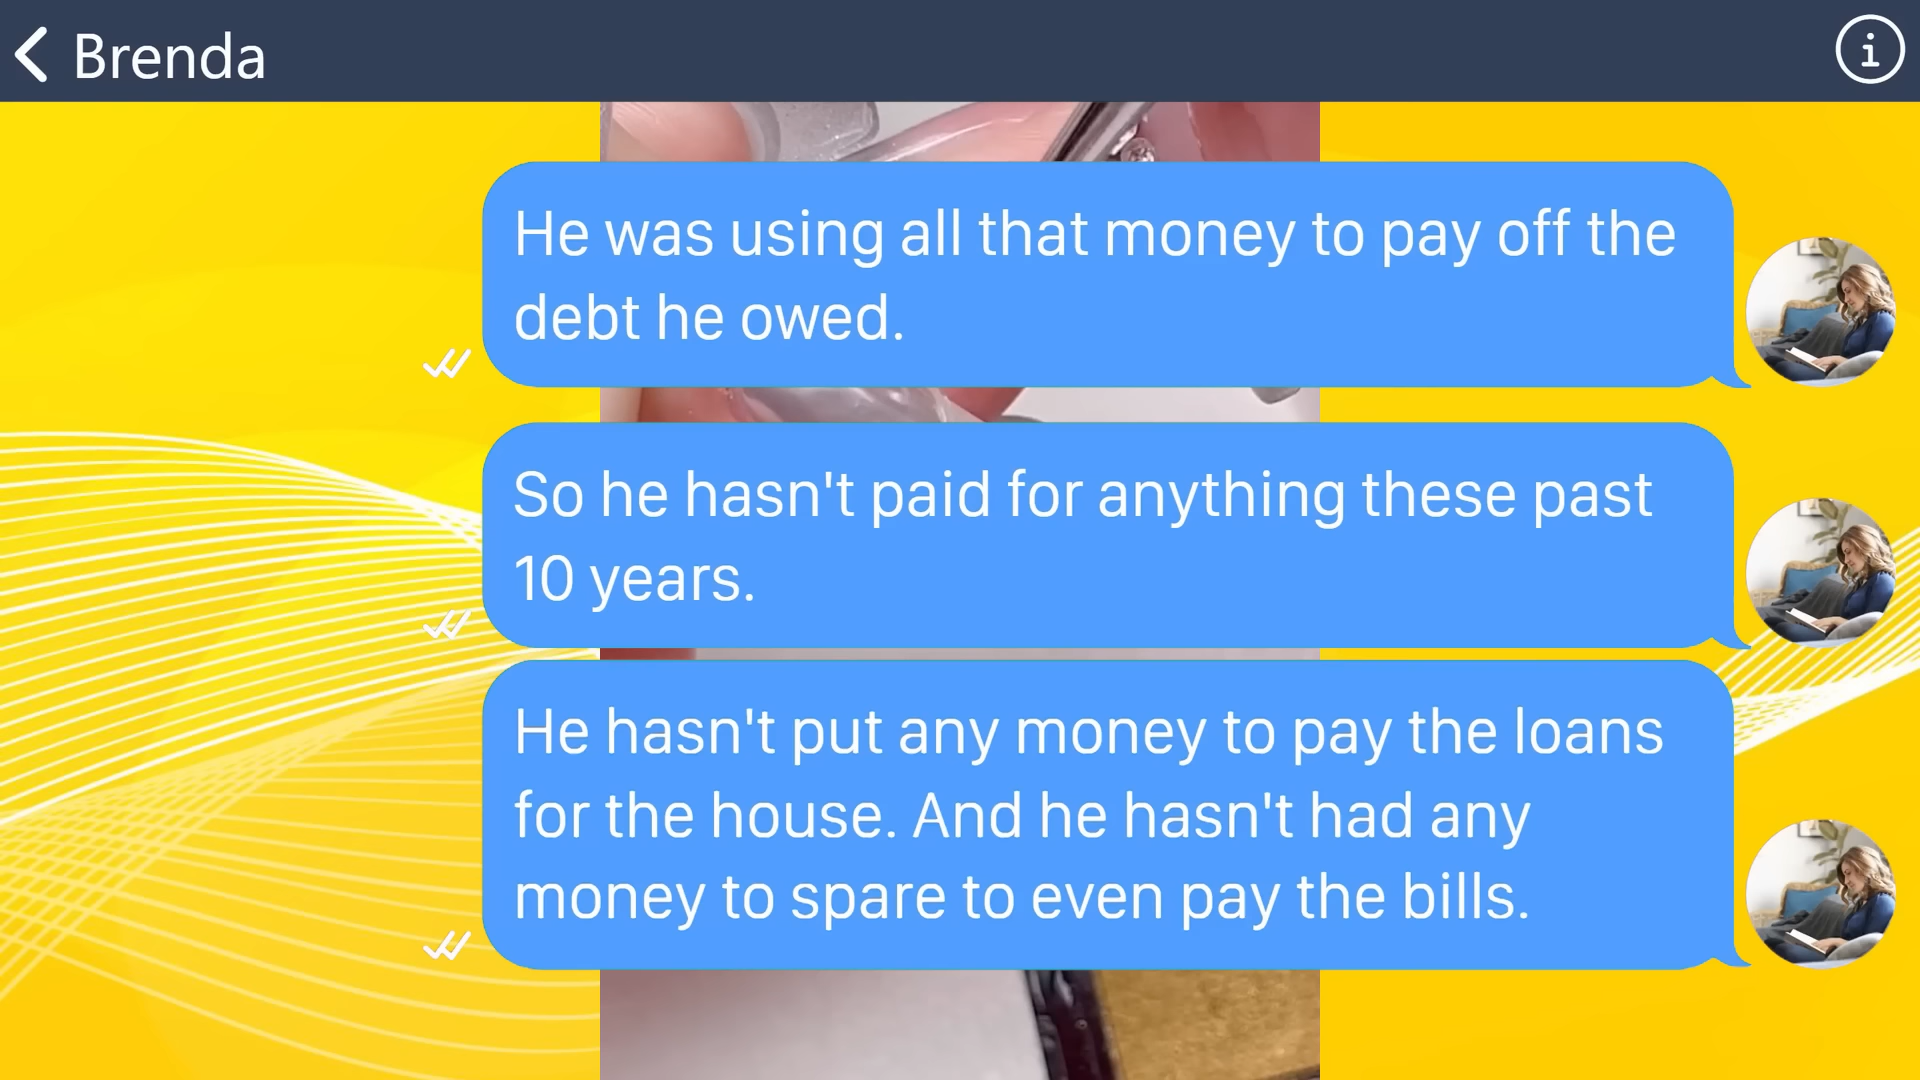 Brenda
He was using all that money to pay off the
debt he owed.
So he hasn't paid for anything these past
10 years.
He hasn't put any money to pay the loans
for the house. And he hasn't had any
money to spare to even pay the bills.